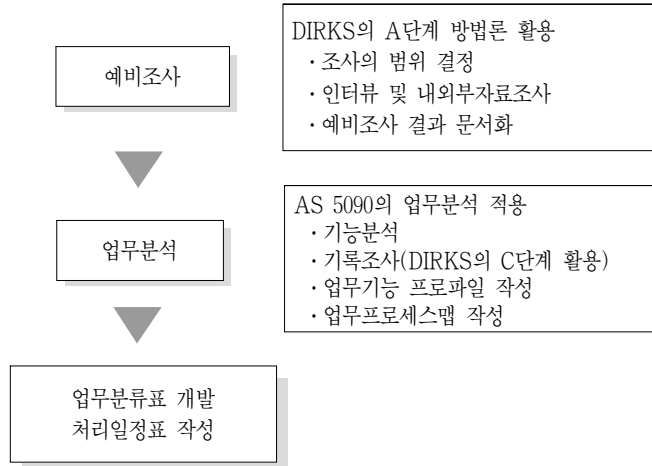 예비조사
DIRKS의 A단계 방법론 활용
· 조사의 범위 결정
· 인터뷰 및 내외부자료조사
· 예비조사 결과 문서화
업무분석
AS 5090의 업무분석 적용
· 기능분석
· 기록조사(DIRKS의 C단계 활용)
· 업무기능 프로파일 작성
· 업무프로세스맵 작성
업무분류표 개발
처리일정표 작성